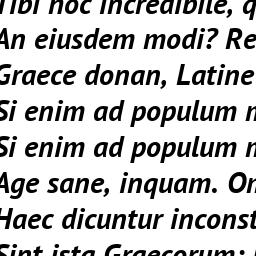 Tibi hoc incredibile, q
An eiusdem modi? Re
Graece donan, Latine
Si enim ad populum m
Si enim ad populum m
Age sane, inquam. On
Haec dicuntur inconst
Sint ista Graecorum;